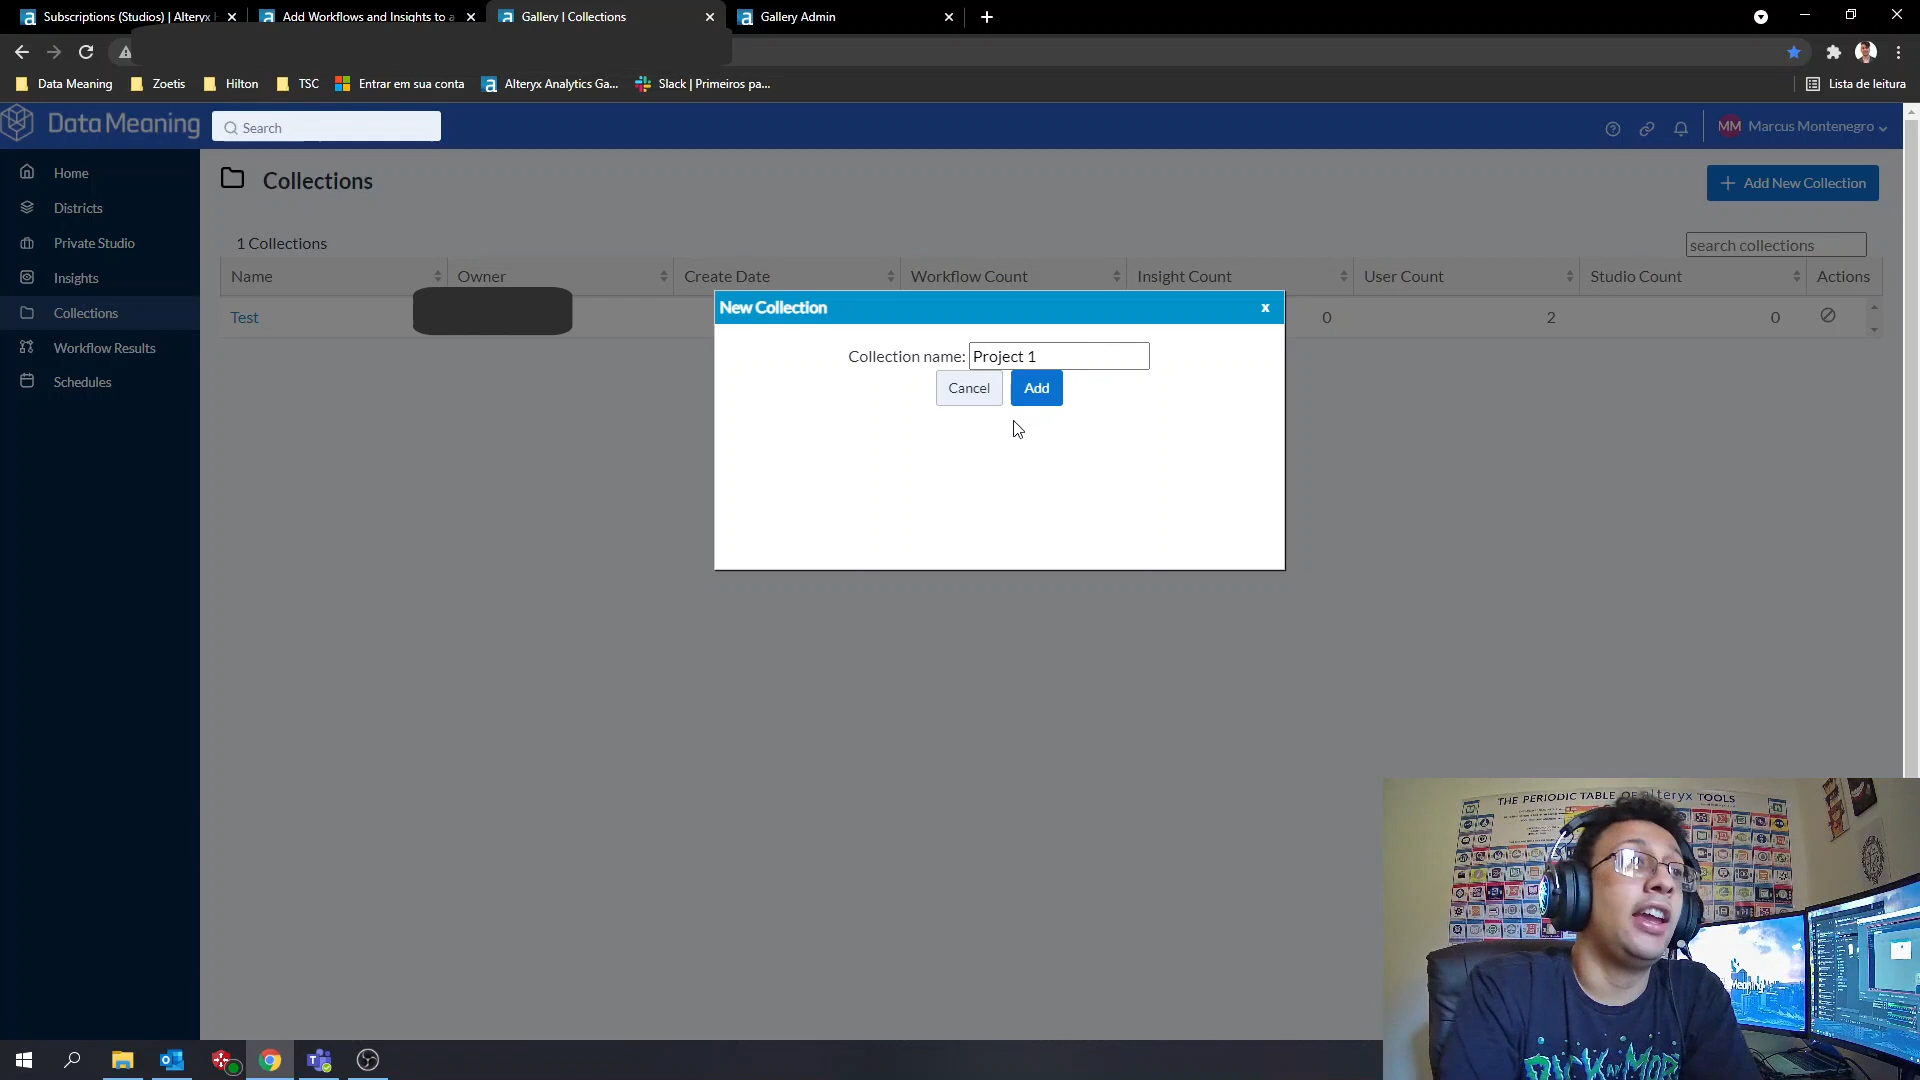 Subscriptions (Studios) | Alteryx H
Add Workflows and Insights to a
Gallery | Collections
Gallery Admin
Data Meaning
Zoetis
Hilton
TSC
Entrar em sua conta
Alteryx Analytics Ga...
Slack | Primeiros pa...
Lista de leitura
Data Meaning
Search
MM Marcus Montenegro
Home
Districts
Private Studio
Insights
Collections
Workflow Results
Schedules
Collections
+ Add New Collection
1 Collections
search collections
Name
Owner
Create Date
Workflow Count
Insight Count
User Count
Studio Count
Actions
Test
0
2
0
New Collection
x
Collection name: Project 1
Cancel
Add
THE PERIODIC TABLE OF alteryx TOOLS
Meaning